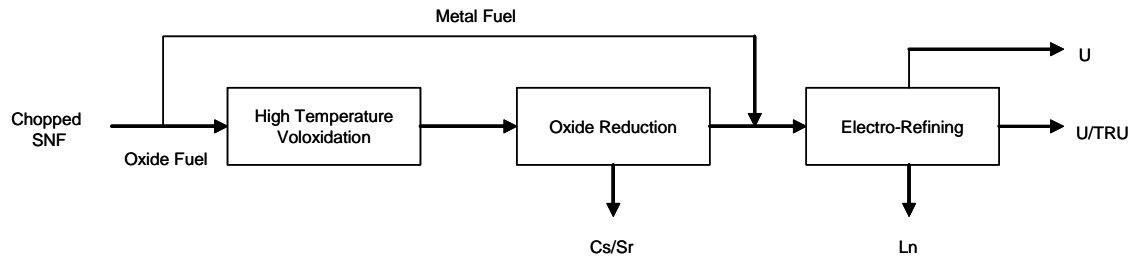 Metal Fuel
U
Chopped
SNF
Oxide Fuel
High Temperature
Voloxidation
Oxide Reduction
Electro-Refining
U/TRU
Cs/Sr
Ln